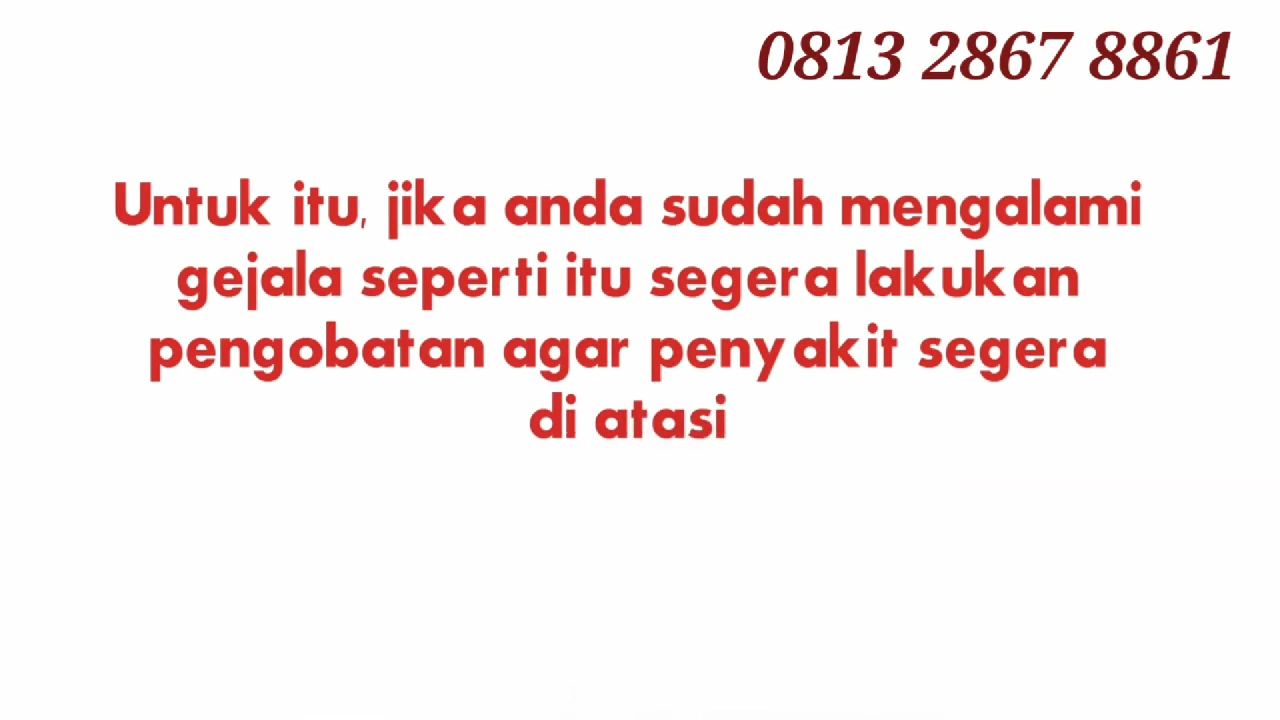 0813 2867 8861
Untuk itu, jika anda sudah mengalami
gejala seperti itu segera lakukan
pengobatan agar penyakit segera
di atasi